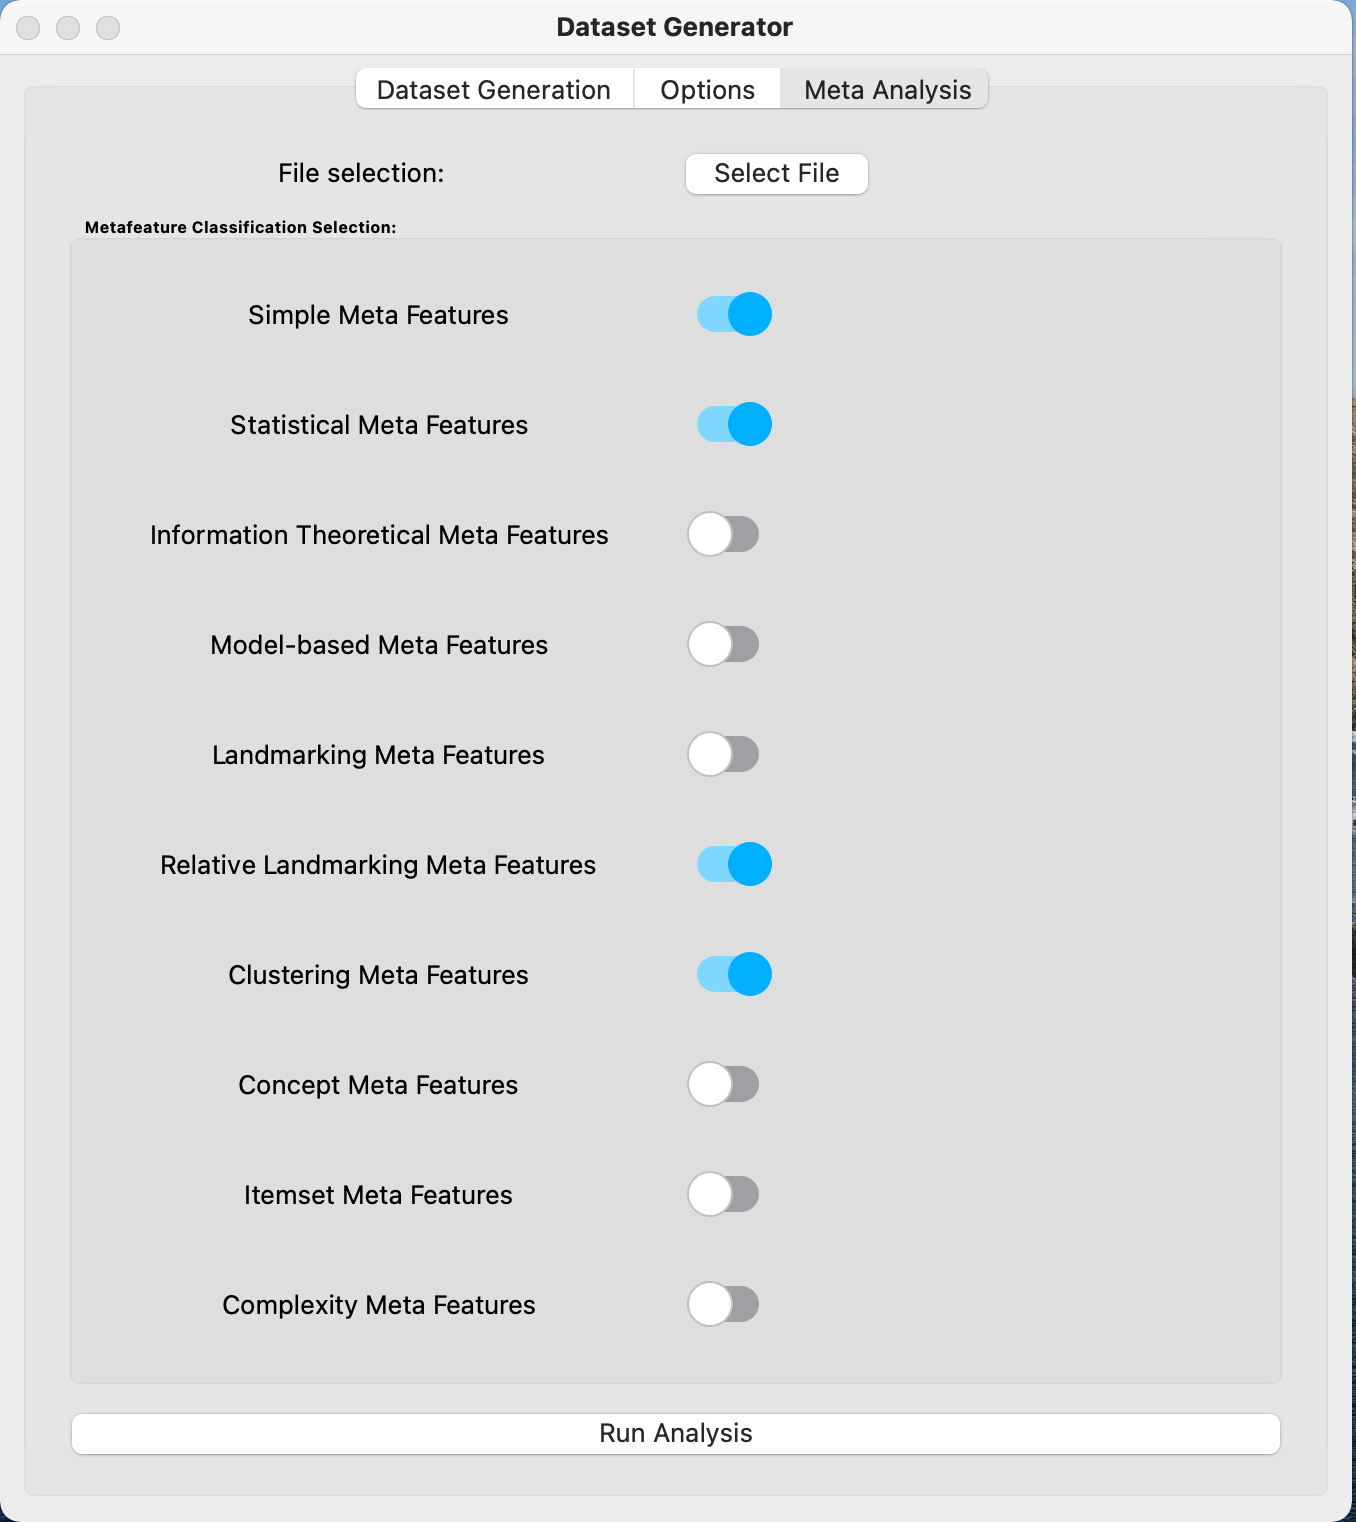 Dataset Generator
Dataset Generation Options Meta Analysis
File selection: Select File
Metafeature Classification Selection:
Simple Meta Features
Statistical Meta Features
Information Theoretical Meta Features
Model-based Meta Features
Landmarking Meta Features
Relative Landmarking Meta Features
Clustering Meta Features
Concept Meta Features
Itemset Meta Features
Complexity Meta Features
Run Analysis